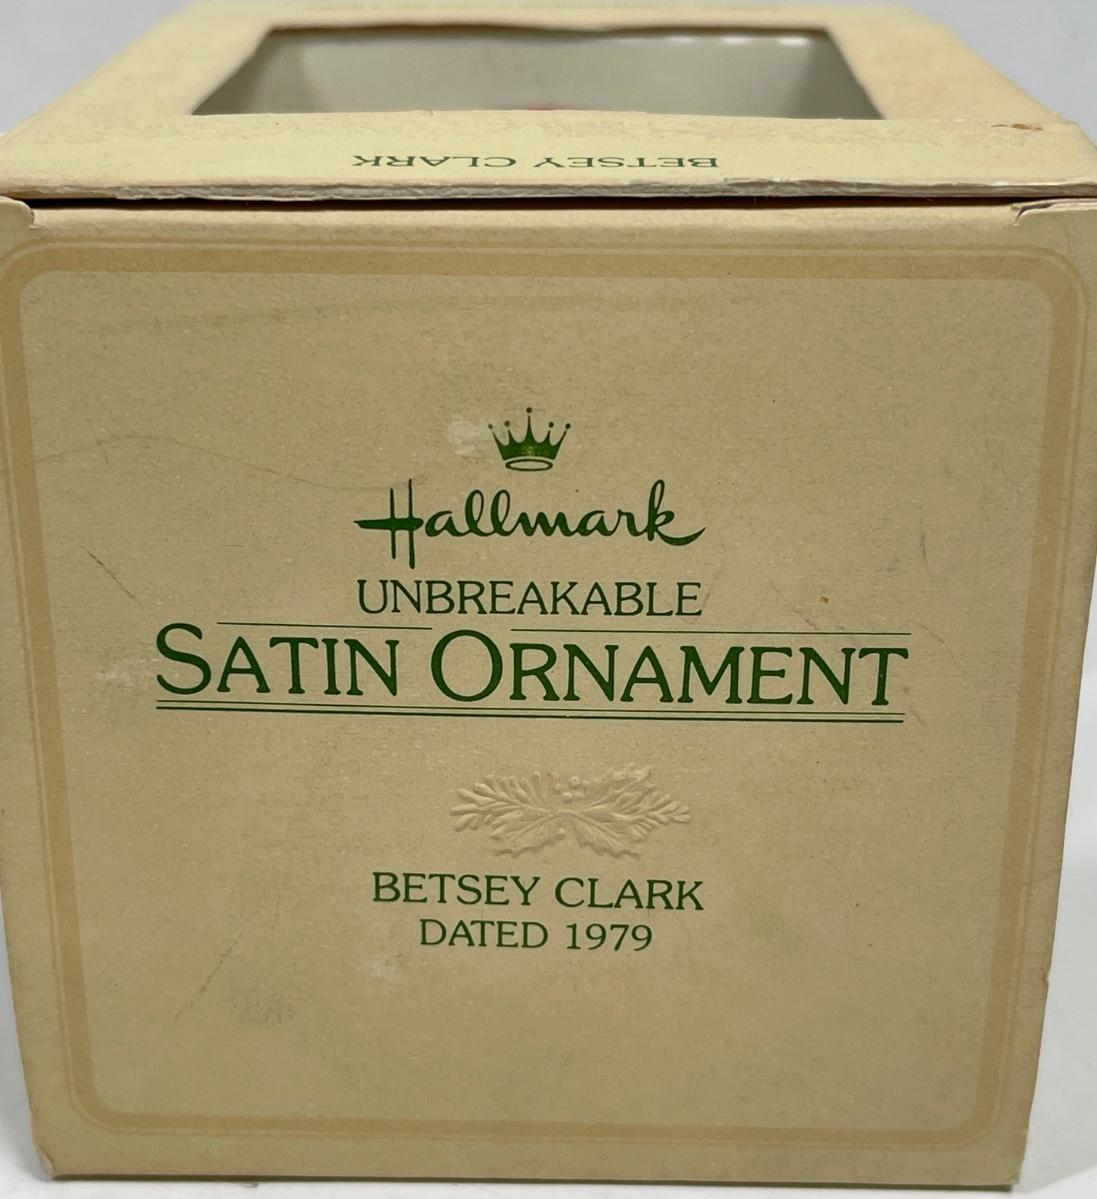 BETSEY CLARK
Hallmark
UNBREAKABLE
SATIN ORNAMENT
BETSEY CLARK
DATED 1979